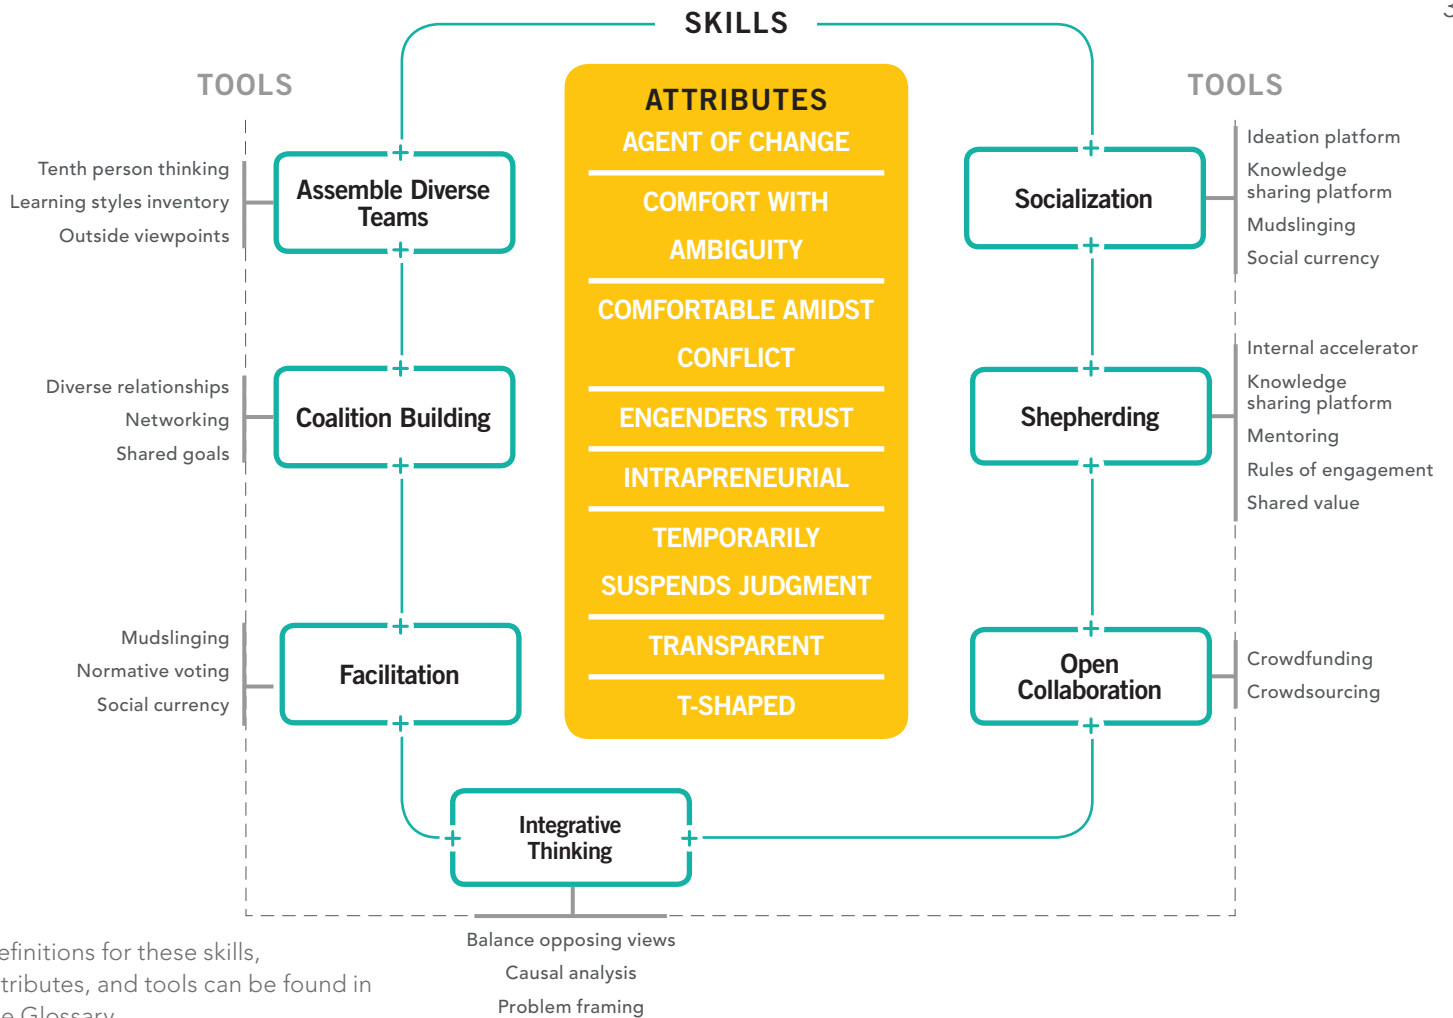 SKILLS
TOOLS
Tenth person thinking
Learning styles inventory
Outside viewpoints
Assemble Diverse
Teams
Diverse relationships
Networking
Shared goals
Coalition Building
Mudslinging
Normative voting
Social currency
Facilitation
ATTRIBUTES
AGENT OF CHANGE
COMFORT WITH
AMBIGUITY
COMFORTABLE AMIDST
CONFLICT
ENGENDERS TRUST
INTRAPRENEURIAL
TEMPORARILY
SUSPENDS JUDGMENT
TRANSPARENT
T-SHAPED
TOOLS
Socialization
Ideation platform
Knowledge
sharing platform
Mudslinging
Social currency
Shepherding
Internal accelerator
Knowledge
sharing platform
Mentoring
Rules of engagement
Shared value
Open
Collaboration
Crowdfunding
Crowdsourcing
Integrative
Thinking
Balance opposing views
Causal analysis
Problem framing
efinitions for these skills,
tributes, and tools can be found in
e Glossary